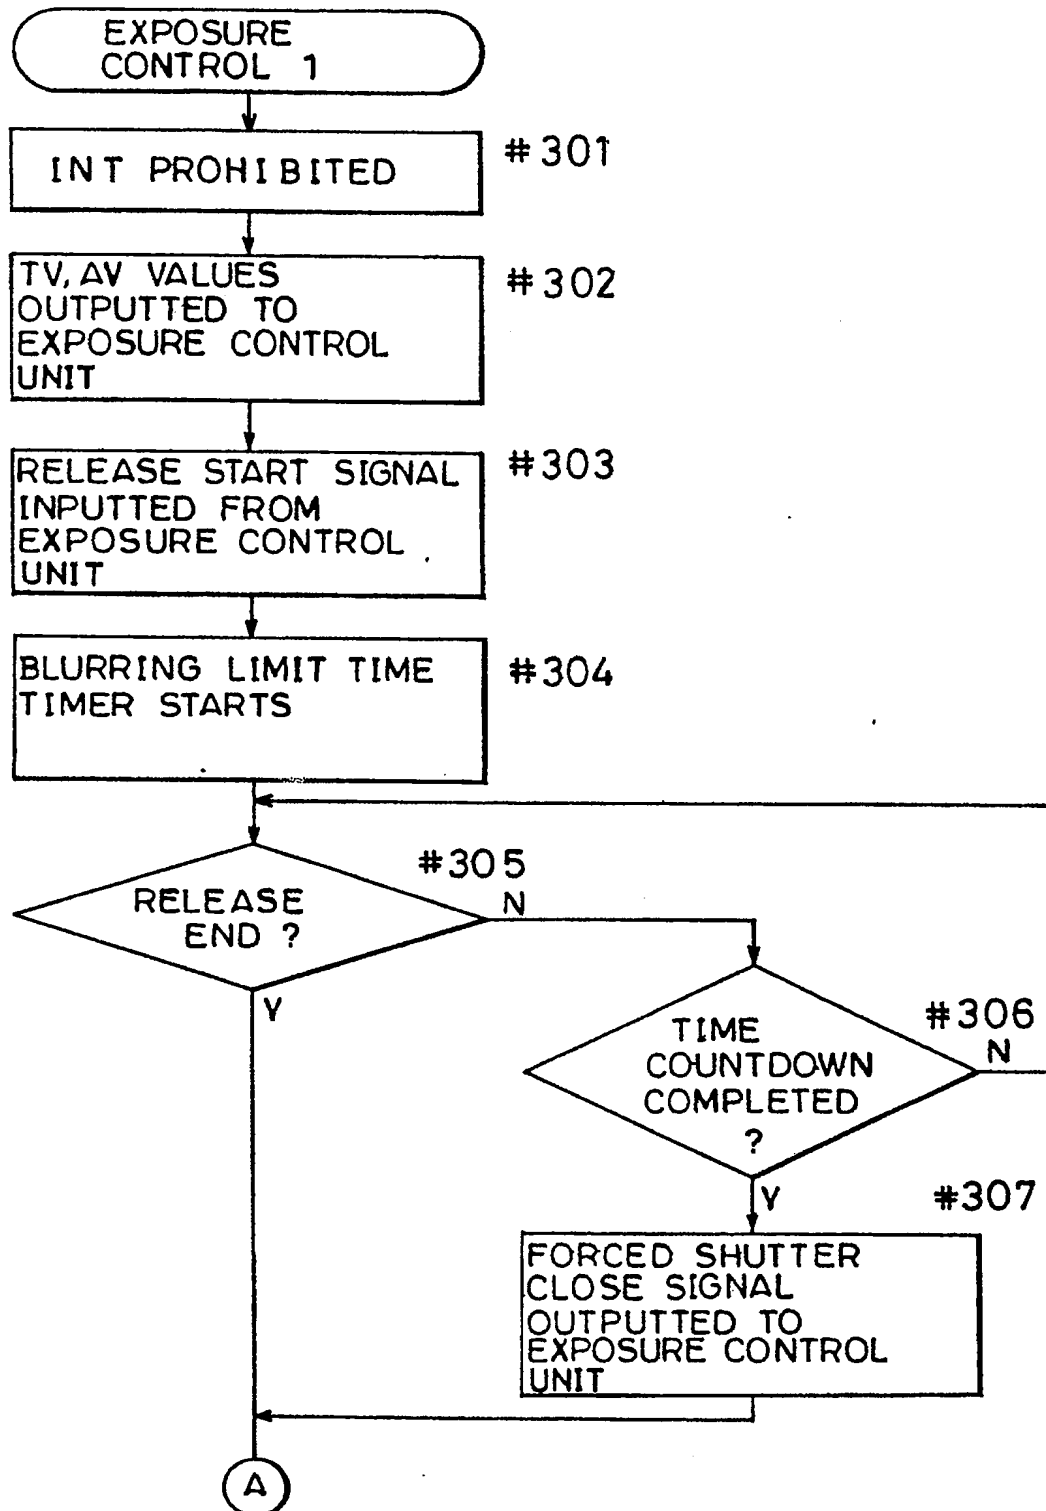 EXPOSURE
CONTROL 1
INT PROHIBITED
#301
TV, AV VALUES
OUTPUTTED TO
EXPOSURE CONTROL
UNIT
#302
RELEASE START SIGNAL
INPUTTED FROM
EXPOSURE CONTROL
UNIT
#303
BLURRING LIMIT TIME
TIMER STARTS
#304
#305
RELEASE
END ?
N
Y
#306
TIME
COUNTDOWN
COMPLETED
?
N
Y
#307
FORCED SHUTTER
CLOSE SIGNAL
OUTPUTTED TO
EXPOSURE CONTROL
UNIT
A